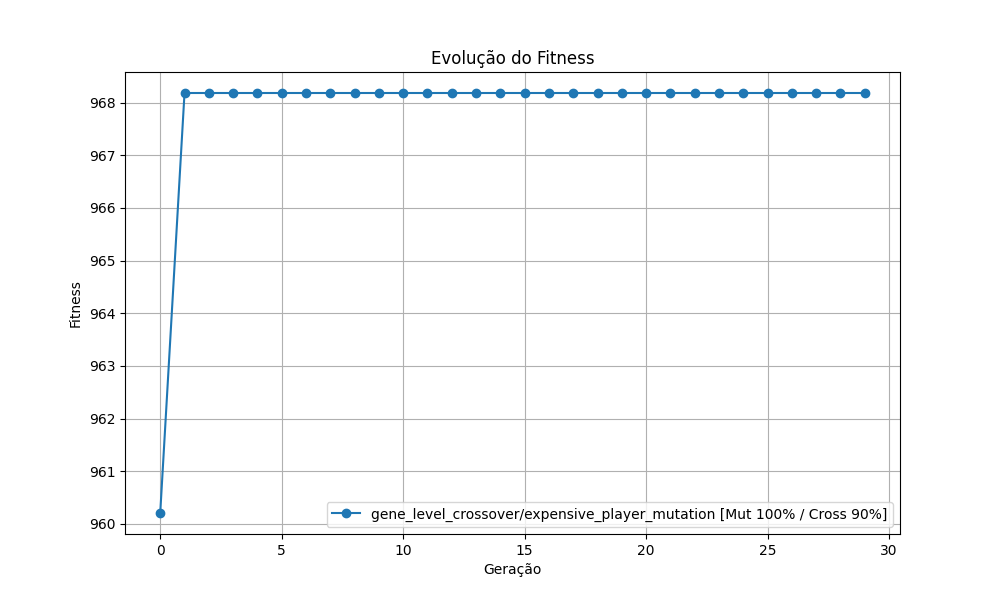 Evolução do Fitness
968
967
966
965
964
963
962
961
960
Fitness
gene_level_crossover/expensive_player_mutation [Mut 100% / Cross 90%]
0 5 10 15 20 25 30
Geração